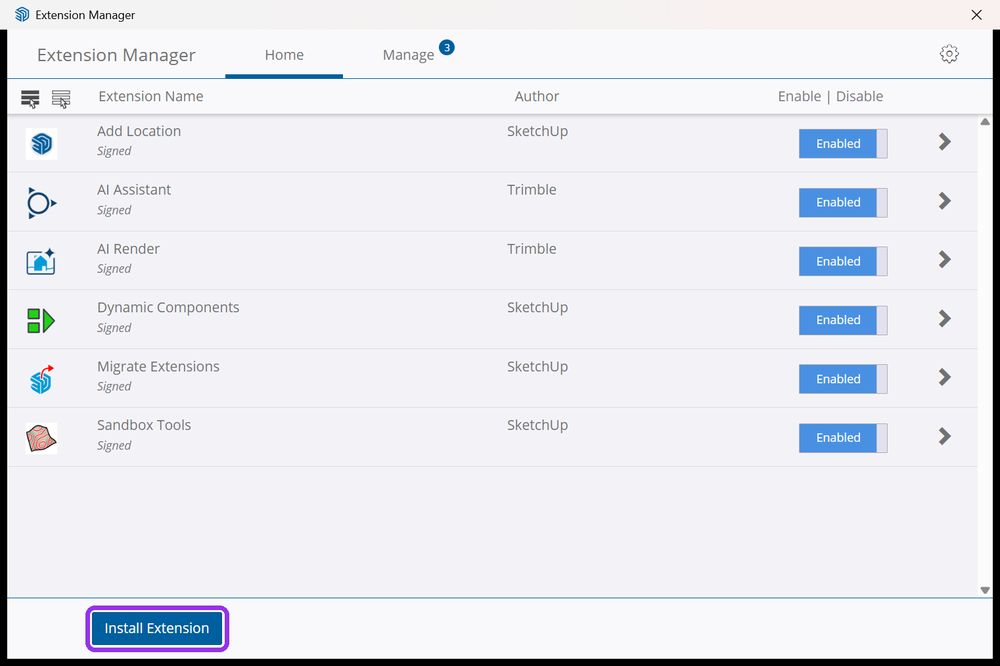 Extension Manager
Extension Manager
Home
Manage 3
Extension Name Author Enable | Disable
Add Location SketchUp
Signed
Enabled
AI Assistant Trimble
Signed
Enabled
AI Render Trimble
Signed
Enabled
Dynamic Components SketchUp
Signed
Enabled
Migrate Extensions SketchUp
Signed
Enabled
Sandbox Tools SketchUp
Signed
Enabled
Install Extension